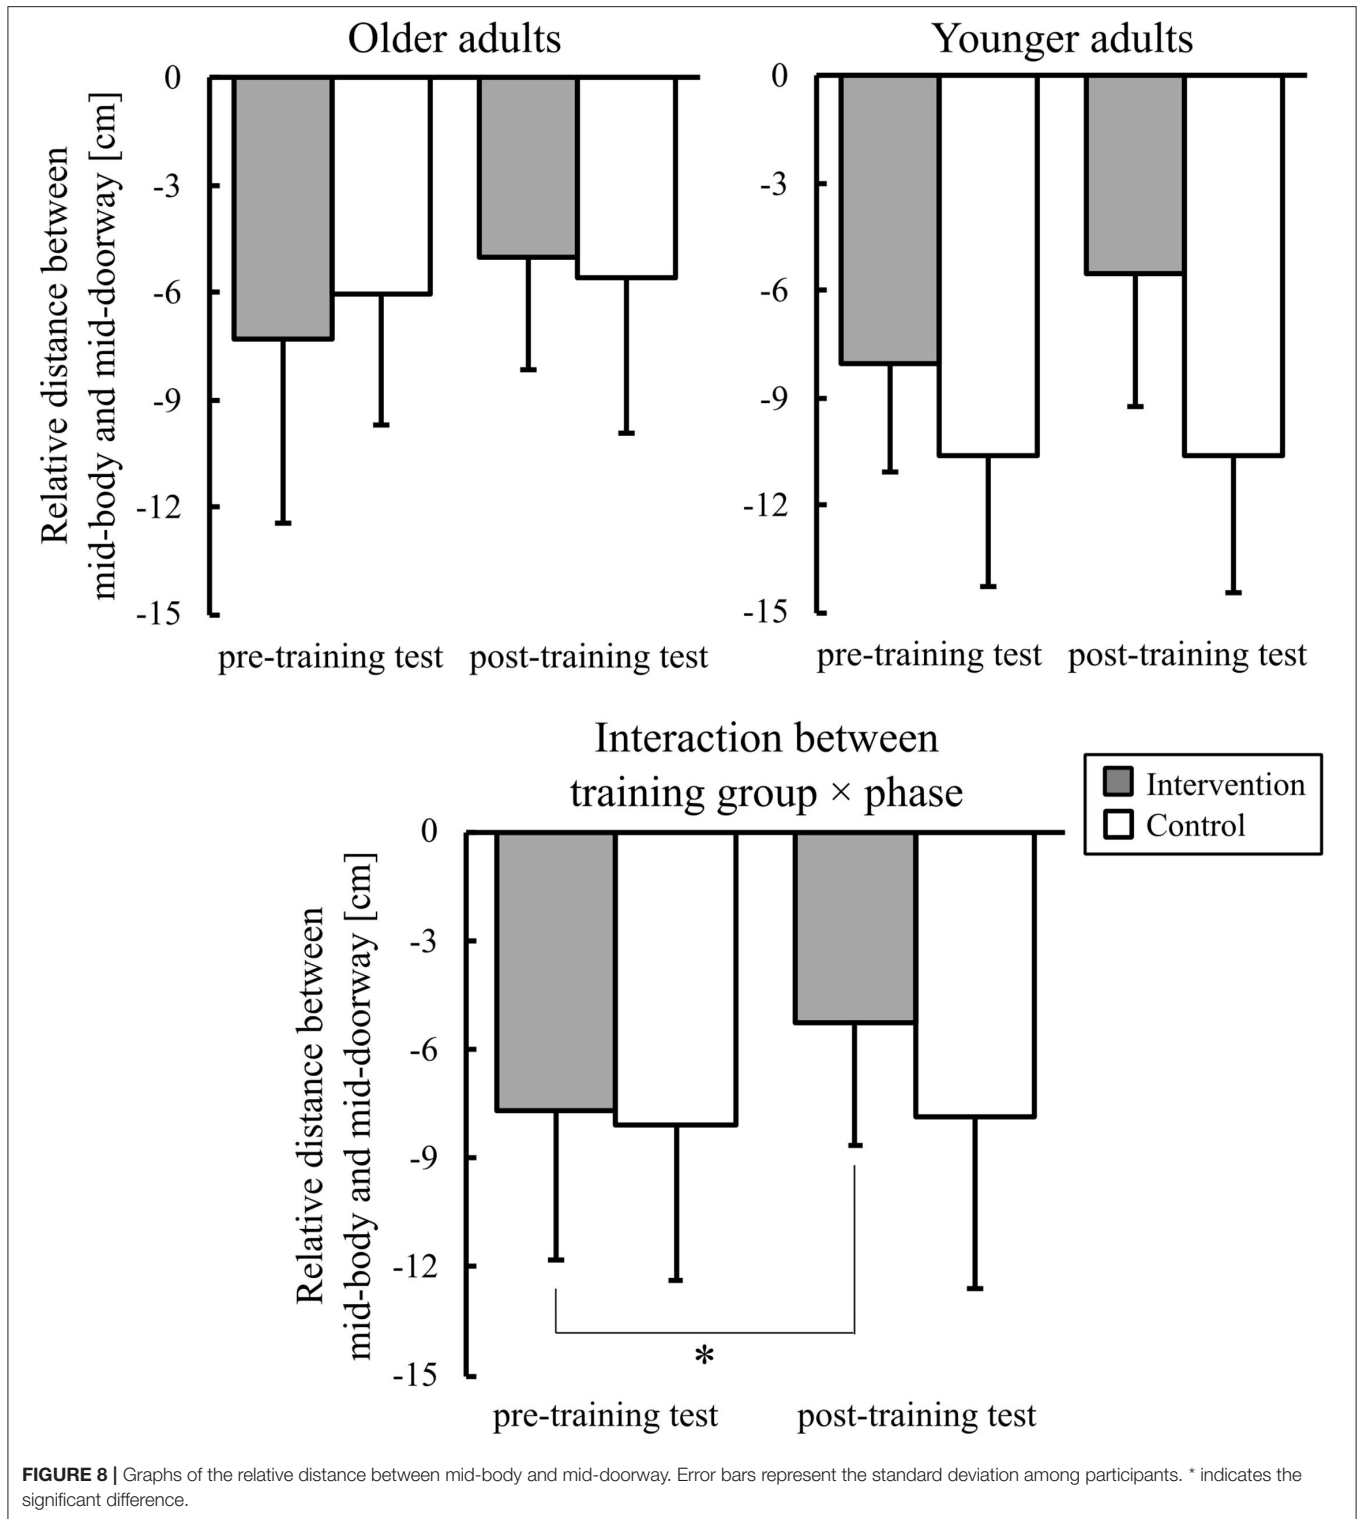 Older adults
Relative distance between
mid-body and mid-doorway [cm]
0
-3
-6
-9
-12
-15
pre-training test
post-training test
Younger adults
0
-3
-6
-9
-12
-15
pre-training test
post-training test
Interaction between
training group × phase
Intervention
Control
Relative distance between
mid-body and mid-doorway [cm]
0
-3
-6
-9
-12
-15
*
pre-training test
post-training test
FIGURE 8 | Graphs of the relative distance between mid-body and mid-doorway. Error bars represent the standard deviation among participants. * indicates the
significant difference.